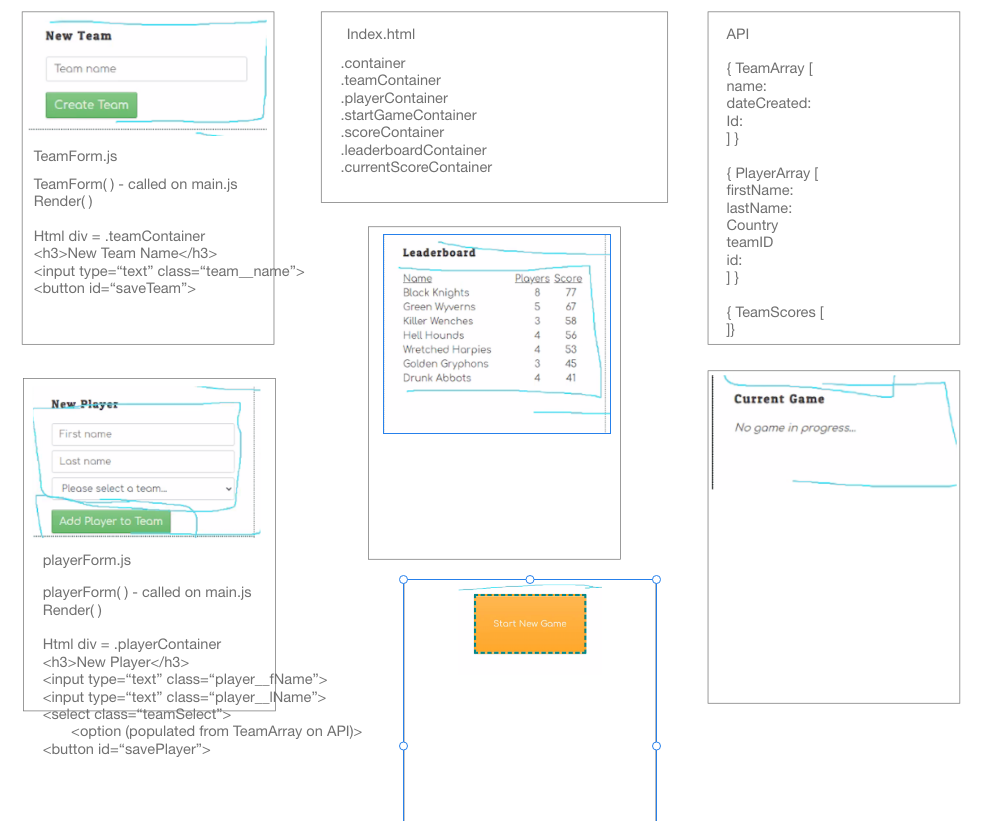 New Team
Team name
Create Team
TeamForm.js
TeamForm( ) - called on main.js
Render( )
Html div = .teamContainer
<h3>New Team Name</h3>
<input type=“text” class=“team__name”>
<button id=“saveTeam”>
Index.html
.container
.teamContainer
.playerContainer
.startGameContainer
.scoreContainer
.leaderboardContainer
.currentScoreContainer
API
{ TeamArray [
name:
dateCreated:
Id:
] }
{ PlayerArray [
firstName:
lastName:
Country
teamID
id:
] }
{ TeamScores [
]}
Leaderboard
Name Players Score
Black Knights 8 77
Green Wyverns 5 67
Killer Wenches 3 58
Hell Hounds 4 56
Wretched Harpies 4 53
Golden Gryphons 3 45
Drunk Abbots 4 41
New Player
First name
Last name
Please select a team...
Add Player to Team
playerForm.js
playerForm( ) - called on main.js
Render( )
Html div = .playerContainer
<h3>New Player</h3>
<input type=“text” class=“player__fName”>
<input type=“text” class=“player__lName”>
<select class=“teamSelect”>
<option (populated from TeamArray on API)>
<button id=“savePlayer”>
Current Game
No game in progress...
Start New Game